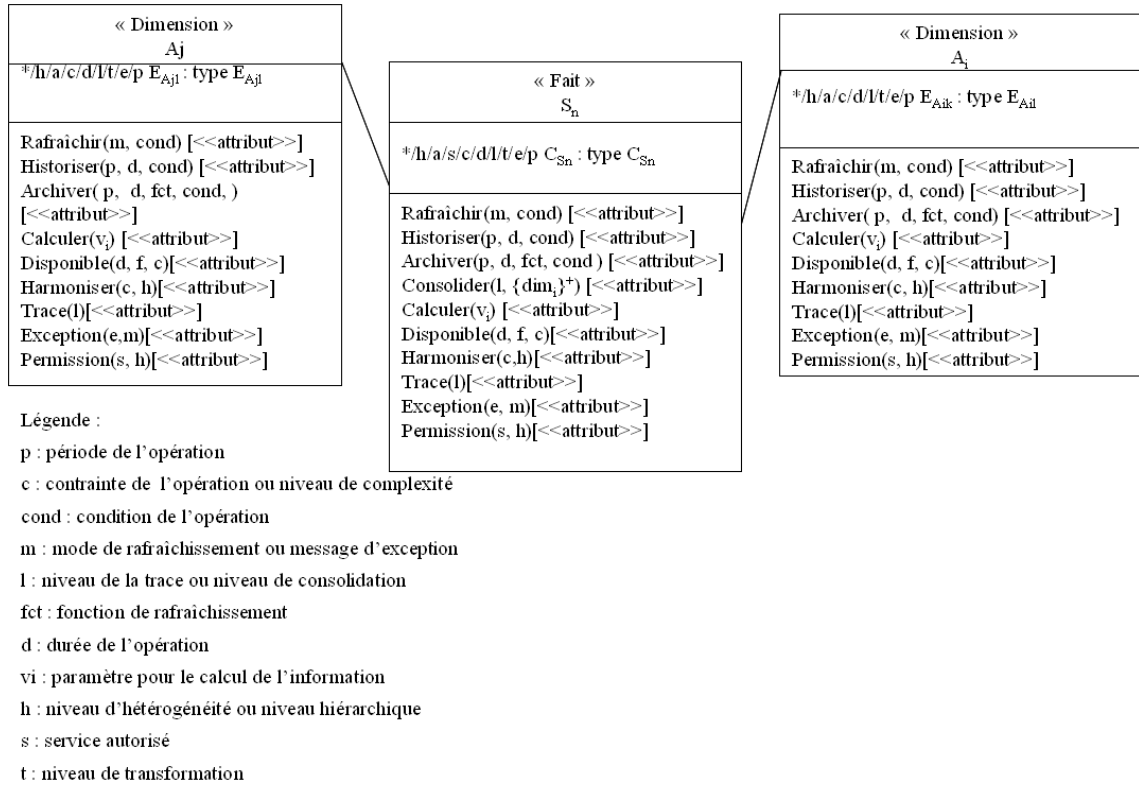 « Dimension »
Aj
*/h/a/c/d/l/t/e/p E_Ajl : type E_Ajl
Rafraîchir(m, cond) [<<attribut>>]
Historiser(p, d, cond) [<<attribut>>]
Archiver( p,  d, fct, cond, )
[<<attribut>>]
Calculer(v_i) [<<attribut>>]
Disponible(d, f, c)[<<attribut>>]
Harmoniser(c, h)[<<attribut>>]
Trace(l)[<<attribut>>]
Exception(e,m)[<<attribut>>]
Permission(s, h)[<<attribut>>]
« Fait »
S_n
*/h/a/s/c/d/l/t/e/p C_Sn : type C_Sn
Rafraîchir(m, cond) [<<attribut>>]
Historiser(p, d, cond) [<<attribut>>]
Archiver(p, d, fct, cond ) [<<attribut>>]
Consolider(l, {dim_i}^+) [<<attribut>>]
Calculer(v_i) [<<attribut>>]
Disponible(d, f, c)[<<attribut>>]
Harmoniser(c,h)[<<attribut>>]
Trace(l)[<<attribut>>]
Exception(e, m)[<<attribut>>]
Permission(s, h)[<<attribut>>]
« Dimension »
A_i
*/h/a/c/d/l/t/e/p E_Aik : type E_Ail
Rafraîchir(m, cond) [<<attribut>>]
Historiser(p, d, cond) [<<attribut>>]
Archiver( p,  d, fct, cond) [<<attribut>>]
Calculer(v_i) [<<attribut>>]
Disponible(d, f, c)[<<attribut>>]
Harmoniser(c, h)[<<attribut>>]
Trace(l)[<<attribut>>]
Exception(e, m)[<<attribut>>]
Permission(s, h)[<<attribut>>]
Légende :
p : période de l’opération
c : contrainte de  l’opération ou niveau de complexité
cond : condition de l’opération
m : mode de rafraîchissement ou message d’exception
l : niveau de la trace ou niveau de consolidation
fct : fonction de rafraîchissement
d : durée de l’opération
vi : paramètre pour le calcul de l’information
h : niveau d’hétérogénéité ou niveau hiérarchique
s : service autorisé
t : niveau de transformation